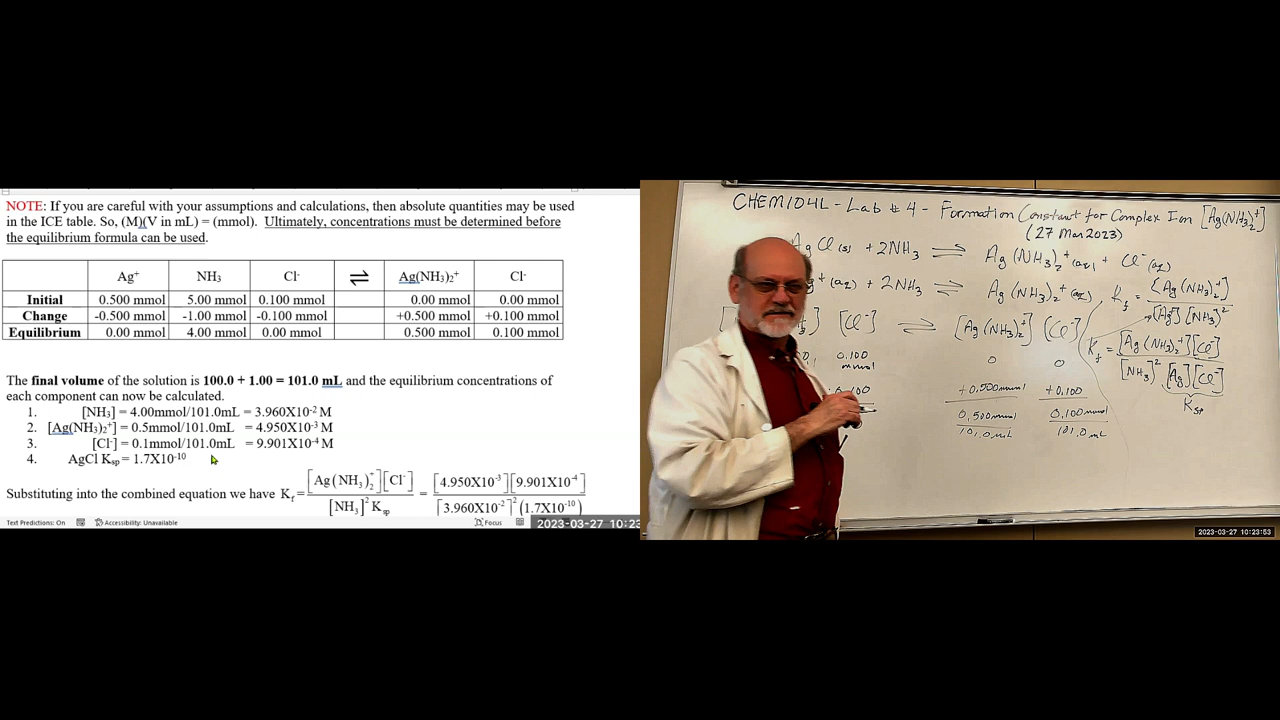 NOTE: If you are careful with your assumptions and calculations, then absolute quantities may be used
in the ICE table. So, (M)(V in mL) = (mmol). Ultimately, concentrations must be determined before
the equilibrium formula can be used.
Ag⁺ NH₃ Cl⁻ ⇌ Ag(NH₃)₂⁺ Cl⁻
Initial 0.500 mmol 5.00 mmol 0.100 mmol 0.00 mmol 0.00 mmol
Change -0.500 mmol -1.00 mmol -0.100 mmol +0.500 mmol +0.100 mmol
Equilibrium 0.00 mmol 4.00 mmol 0.00 mmol 0.500 mmol 0.100 mmol
The final volume of the solution is 100.0 + 1.00 = 101.0 mL and the equilibrium concentrations of
each component can now be calculated.
1. [NH₃] = 4.00mmol/101.0mL = 3.960X10⁻² M
2. [Ag(NH₃)₂⁺] = 0.5mmol/101.0mL = 4.950X10⁻³ M
3. [Cl⁻] = 0.1mmol/101.0mL = 9.901X10⁻⁴ M
4. AgCl Ksp = 1.7X10⁻¹⁰
Substituting into the combined equation we have Kf = [Ag(NH₃)₂⁺][Cl⁻] / [NH₃]² Ksp = [4.950X10⁻³][9.901X10⁻⁴] / [3.960X10⁻²]²(1.7X10⁻¹⁰)
Text Predictions: On Accessibility: Unavailable Focus 2023-03-27 10:23
CHEM104L - Lab # 4 - Formation Constant for Complex Ion [Ag(NH₃)₂⁺]
(27 Mar 2023)
AgCl(s) + 2NH₃ ⇌ Ag(NH₃)₂⁺(aq) + Cl⁻(aq)
⁺(aq) + 2NH₃ ⇌ Ag(NH₃)₂⁺(aq)
Kf = [Ag(NH₃)₂⁺] / [Ag⁺][NH₃]²
[Cl⁻] ⇌ [Ag(NH₃)₂⁺] [Cl⁻]
Kf = [Ag(NH₃)₂⁺][Cl⁻] / [NH₃]² [Ag][Cl⁻]
Ksp
0.100 mmol 0 0
0.100 +0.500mmol +0.100
0.500mmol 0.100mmol
101.0mL 101.0mL
2023-03-27 10:23:53